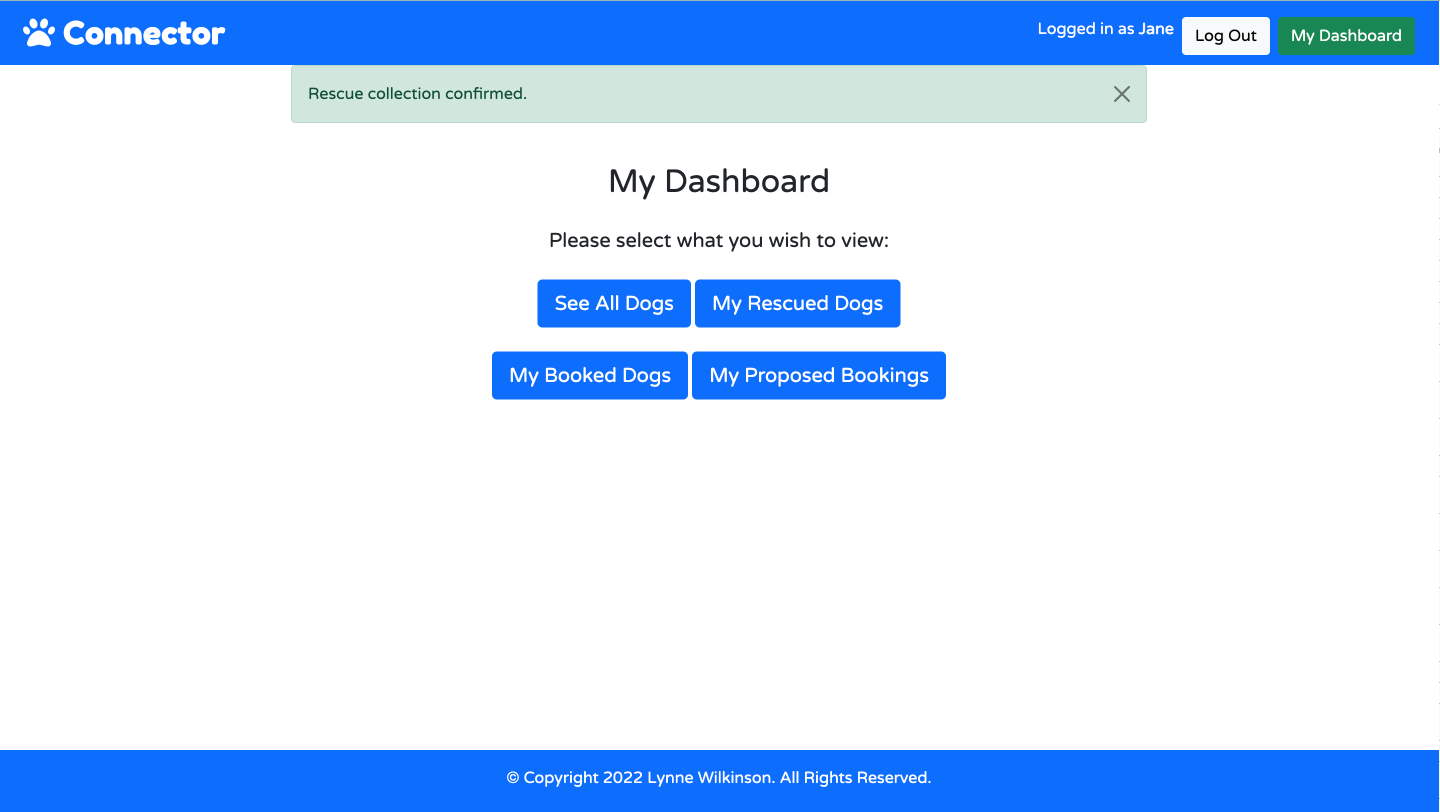 Connector
Logged in as Jane
Log Out
My Dashboard
Rescue collection confirmed.
My Dashboard
Please select what you wish to view:
See All Dogs My Rescued Dogs
My Booked Dogs My Proposed Bookings
© Copyright 2022 Lynne Wilkinson. All Rights Reserved.